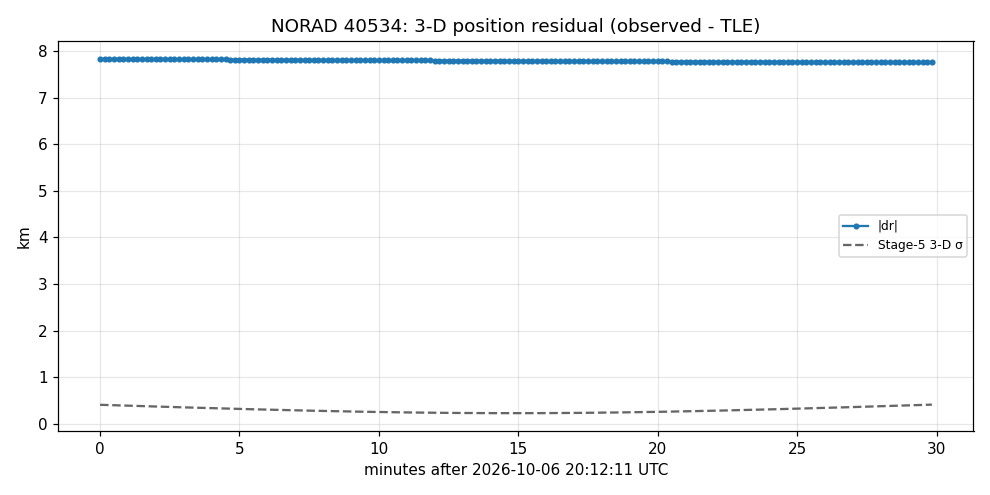 NORAD 40534: 3-D position residual (observed - TLE)
8
7
6
5
4
3
2
1
0
km
|dr|
Stage-5 3-D σ
0 5 10 15 20 25 30
minutes after 2026-10-06 20:12:11 UTC